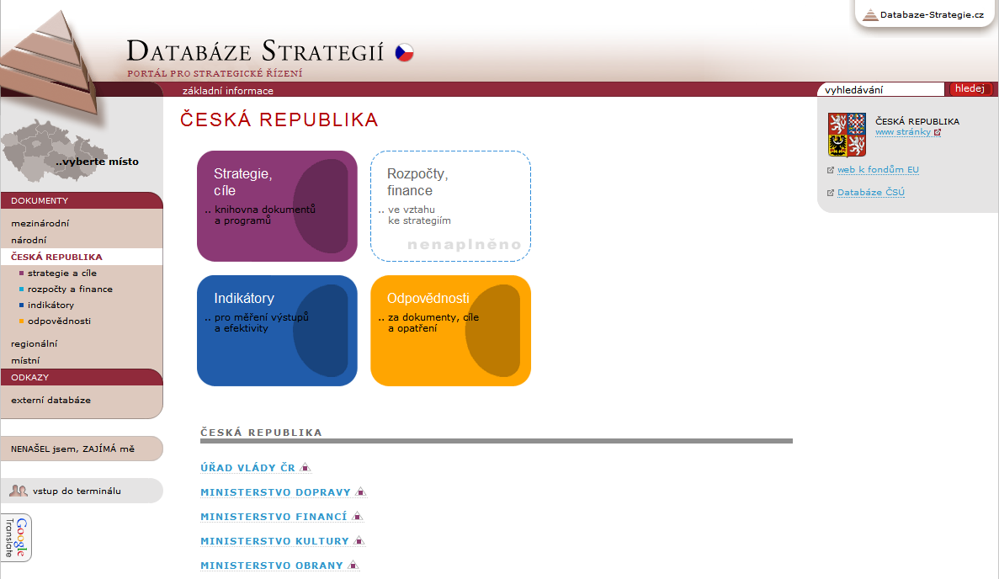 Databaze-Strategie.cz
DATABÁZE STRATEGIÍ
PORTÁL PRO STRATEGICKÉ ŘÍZENÍ
základní informace
vyhledávání
hledej
ČESKÁ REPUBLIKA
ČESKÁ REPUBLIKA
www stránky
web k fondům EU
Databáze ČSÚ
..vyberte místo
DOKUMENTY
mezinárodní
národní
ČESKÁ REPUBLIKA
strategie a cíle
rozpočty a finance
indikátory
odpovědnosti
regionální
místní
ODKAZY
externí databáze
NENAŠEL jsem, ZAJÍMÁ mě
vstup do terminálu
Google
Translate
Strategie,
cíle
.. knihovna dokumentů
a programů
Rozpočty,
finance
.. ve vztahu
ke strategiím
nenaplněno
Indikátory
.. pro měření výstupů
a efektivity
Odpovědnosti
.. za dokumenty, cíle
a opatření
ČESKÁ REPUBLIKA
ÚŘAD VLÁDY ČR
MINISTERSTVO DOPRAVY
MINISTERSTVO FINANCÍ
MINISTERSTVO KULTURY
MINISTERSTVO OBRANY